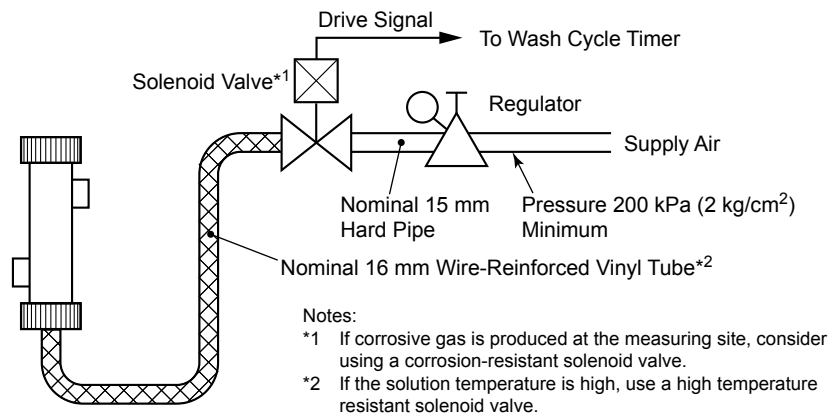 Drive Signal
To Wash Cycle Timer
Solenoid Valve*1
Regulator
Supply Air
Nominal 15 mm
Hard Pipe
Pressure 200 kPa (2 kg/cm²)
Minimum
Nominal 16 mm Wire-Reinforced Vinyl Tube*2
Notes:
*1 If corrosive gas is produced at the measuring site, consider
using a corrosion-resistant solenoid valve.
*2 If the solution temperature is high, use a high temperature
resistant solenoid valve.